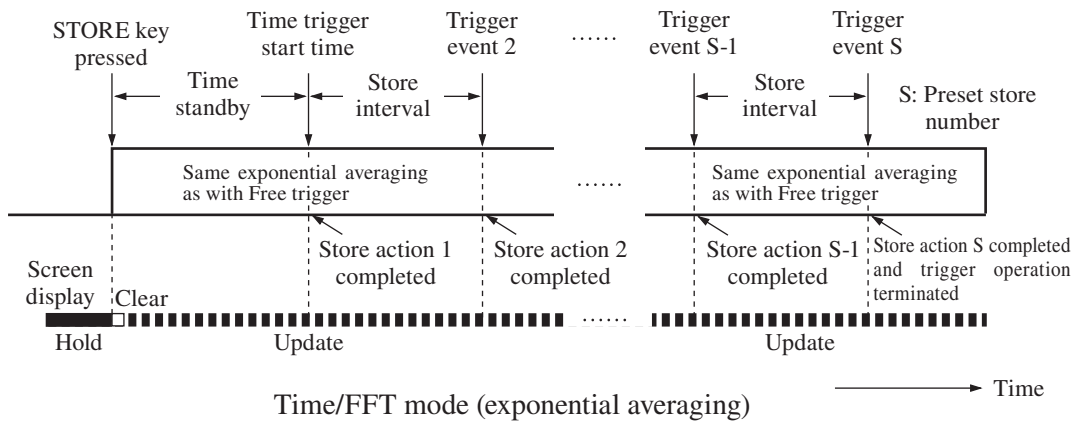 STORE key
pressed
Time trigger
start time
Trigger
event 2
......
Trigger
event S-1
Trigger
event S
Time
standby
Store
interval
Store
interval
S: Preset store
number
Same exponential averaging
as with Free trigger
......
Same exponential averaging
as with Free trigger
Store action 1
completed
Store action 2
completed
Store action S-1
completed
Store action S completed
and trigger operation
terminated
Screen
display
Clear
......
Hold
Update
Update
Time
Time/FFT mode (exponential averaging)